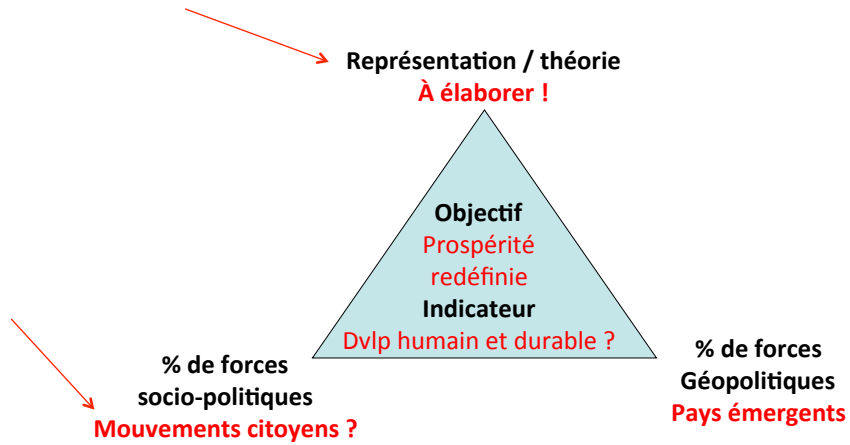 Représentation / théorie
À élaborer !
Objectif
Prospérité
redéfinie
Indicateur
Dvlp humain et durable ?
% de forces
socio-politiques
Mouvements citoyens ?
% de forces
Géopolitiques
Pays émergents